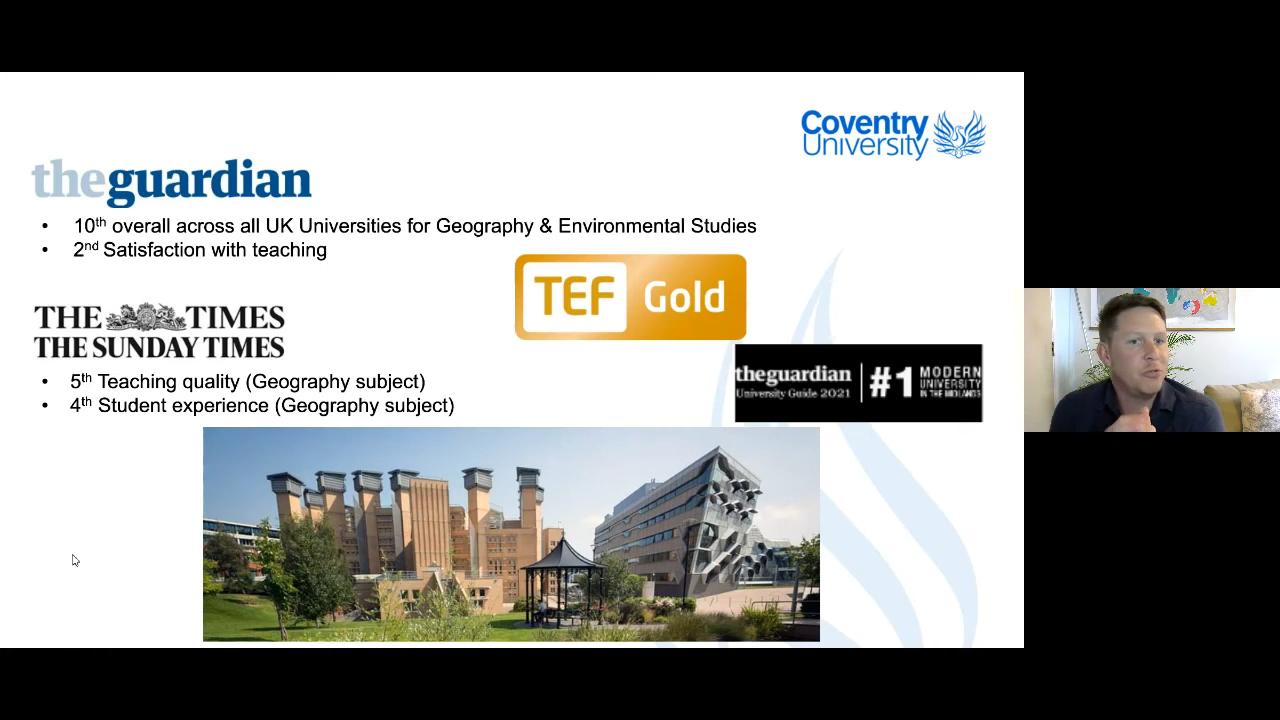 Coventry
University
theguardian
• 10th overall across all UK Universities for Geography & Environmental Studies
• 2nd Satisfaction with teaching
TEF Gold
THE TIMES
THE SUNDAY TIMES
• 5th Teaching quality (Geography subject)
• 4th Student experience (Geography subject)
theguardian
University Guide 2021
#1
MODERN
UNIVERSITY
IN THE MIDLANDS